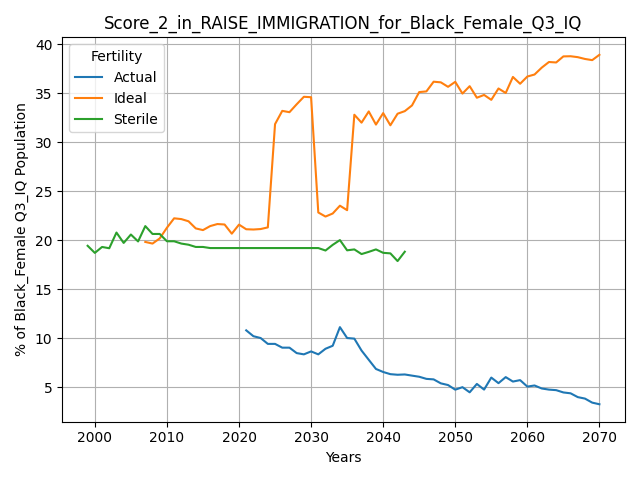 Score_2_in_RAISE_IMMIGRATION_for_Black_Female_Q3_IQ
% of Black_Female Q3_IQ Population
40
35
30
25
20
15
10
5
Fertility
Actual
Ideal
Sterile
2000 2010 2020 2030 2040 2050 2060 2070
Years